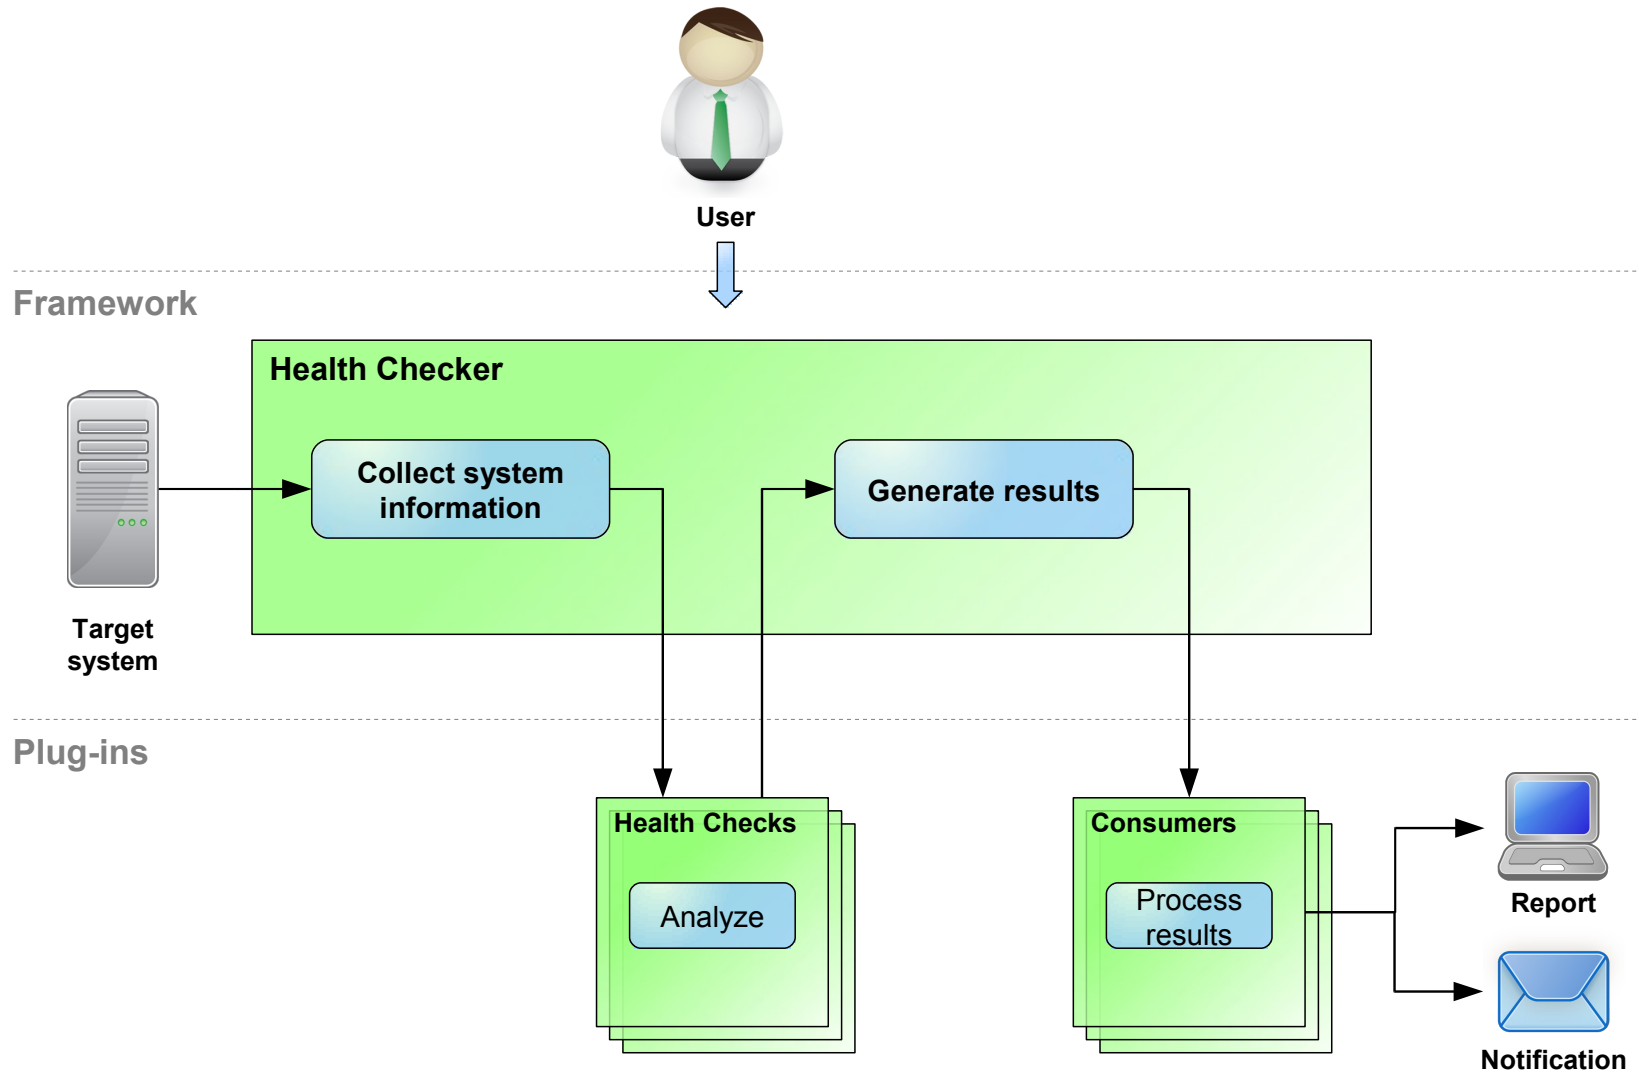 User
Framework
Health Checker
Collect system
information
Generate results
Target
system
Plug-ins
Health Checks
Analyze
Consumers
Process
results
Report
Notification